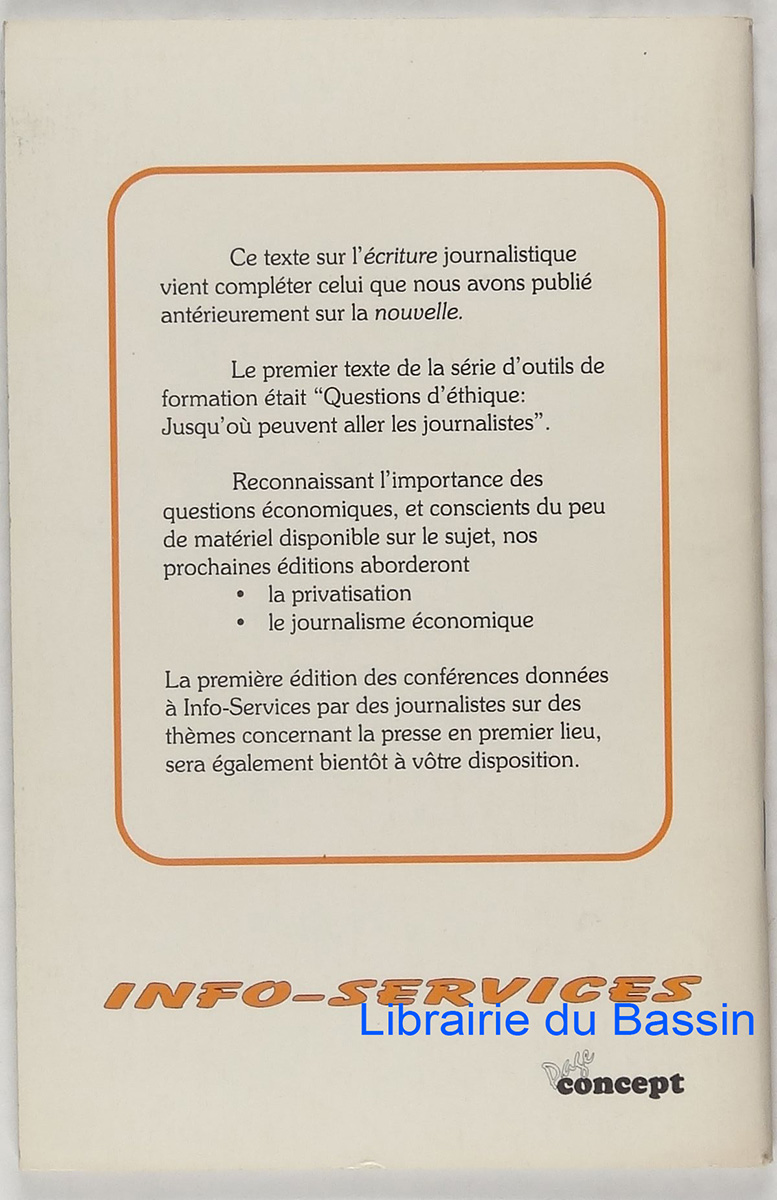 Ce texte sur l'écriture journalistique
vient compléter celui que nous avons publié
antérieurement sur la nouvelle.
Le premier texte de la série d'outils de
formation était “Questions d'éthique:
Jusqu'où peuvent aller les journalistes”.
Reconnaissant l'importance des
questions économiques, et conscients du peu
de matériel disponible sur le sujet, nos
prochaines éditions aborderont
• la privatisation
• le journalisme économique
La première édition des conférences données
à Info-Services par des journalistes sur des
thèmes concernant la presse en premier lieu,
sera également bientôt à vôtre disposition.
INFO-SERVICES
Librairie du Bassin
Page
concept